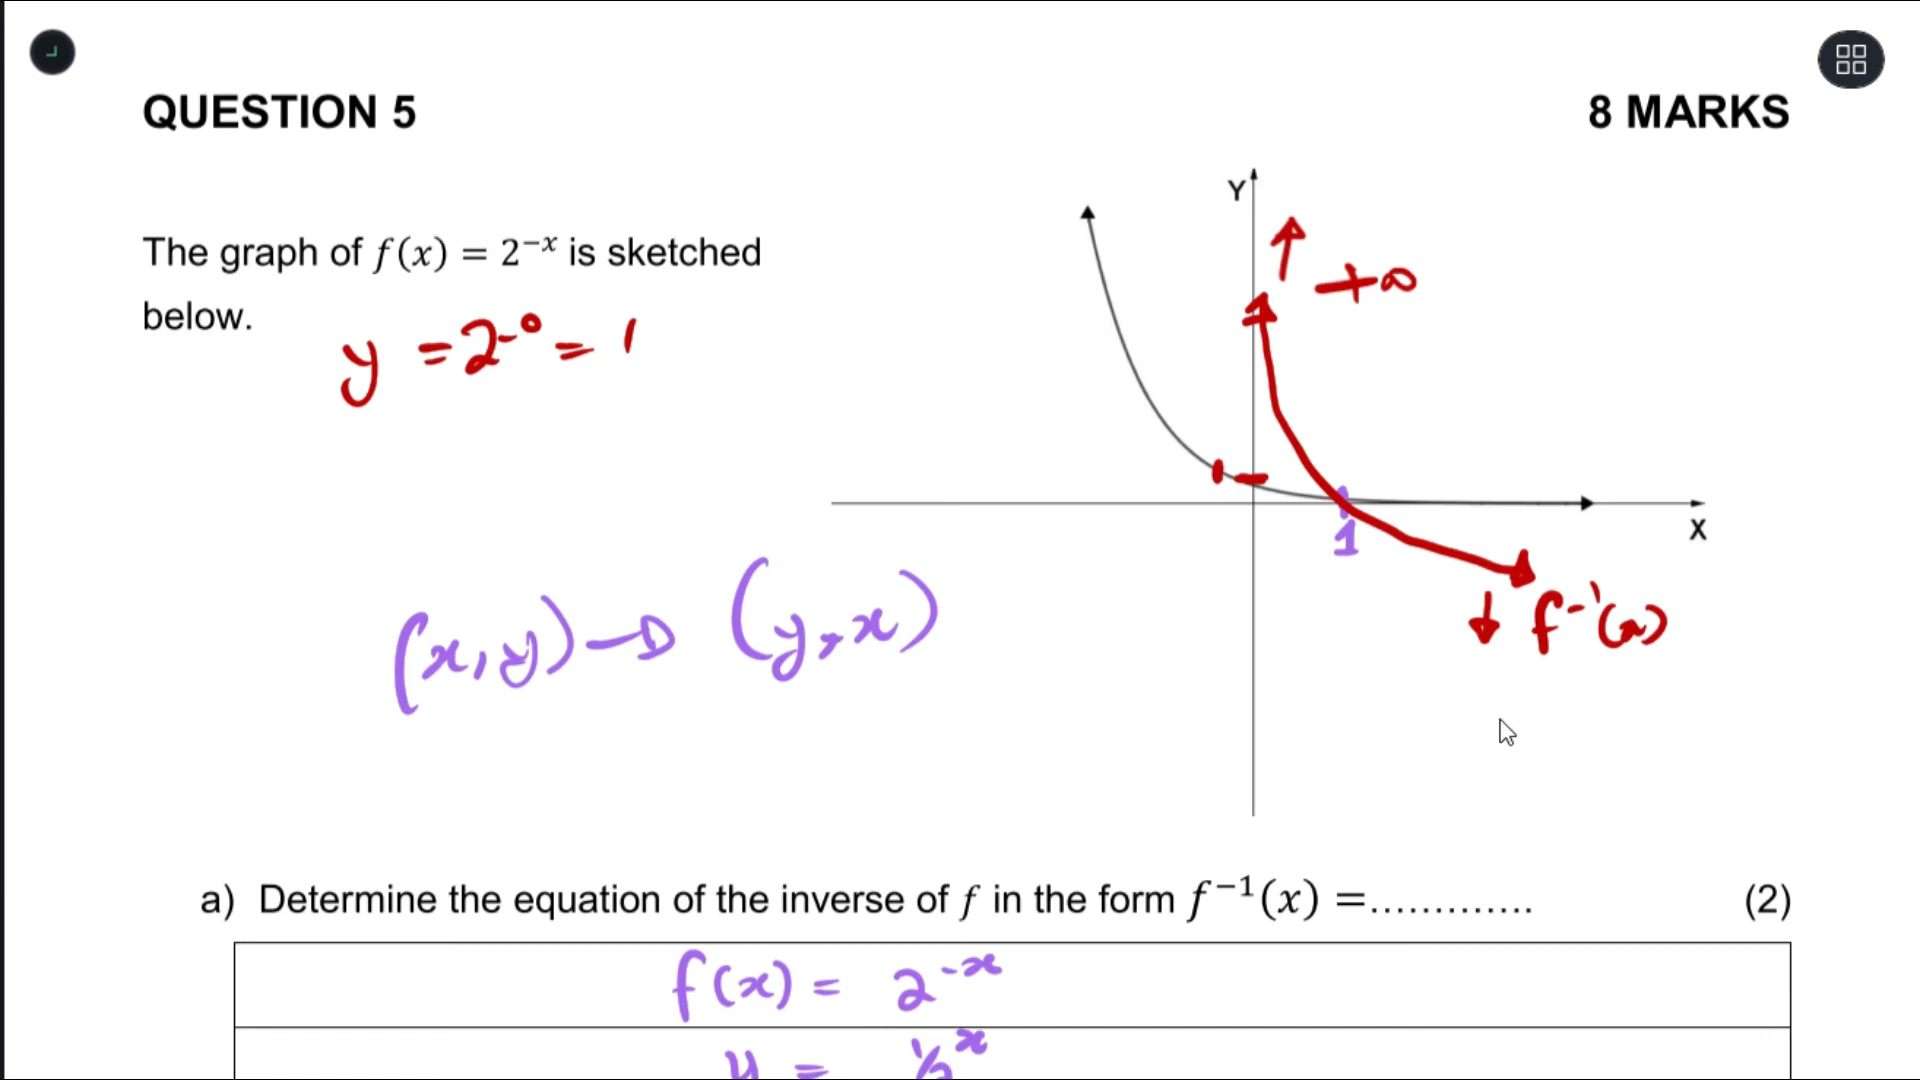 QUESTION 5
8 MARKS
Y
The graph of f(x) = 2⁻ˣ is sketched
below.
+∞
y = 2⁻⁰ = 1
1
X
(x, y) → (y, x)
f⁻¹(x)
a) Determine the equation of the inverse of f in the form f⁻¹(x) =.............
(2)
f(x) = 2⁻ˣ
y = ½ˣ